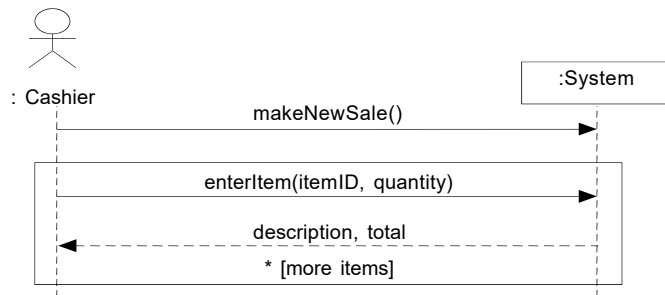 :System
: Cashier
makeNewSale()
enterItem(itemID, quantity)
description, total
* [more items]